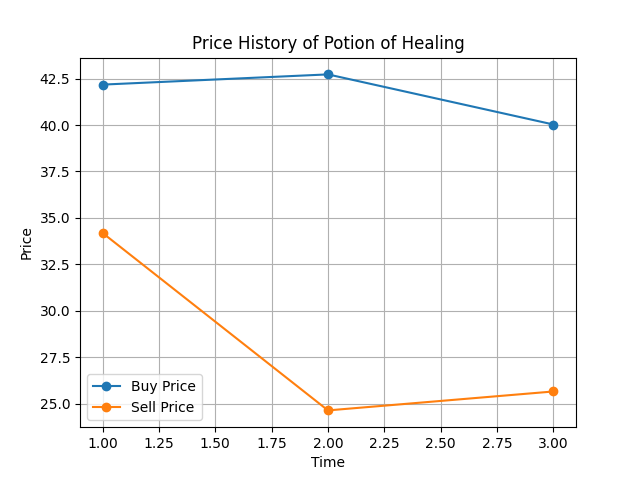 Price History of Potion of Healing
Price
42.5
40.0
37.5
35.0
32.5
30.0
27.5
25.0
Buy Price
Sell Price
1.00 1.25 1.50 1.75 2.00 2.25 2.50 2.75 3.00
Time